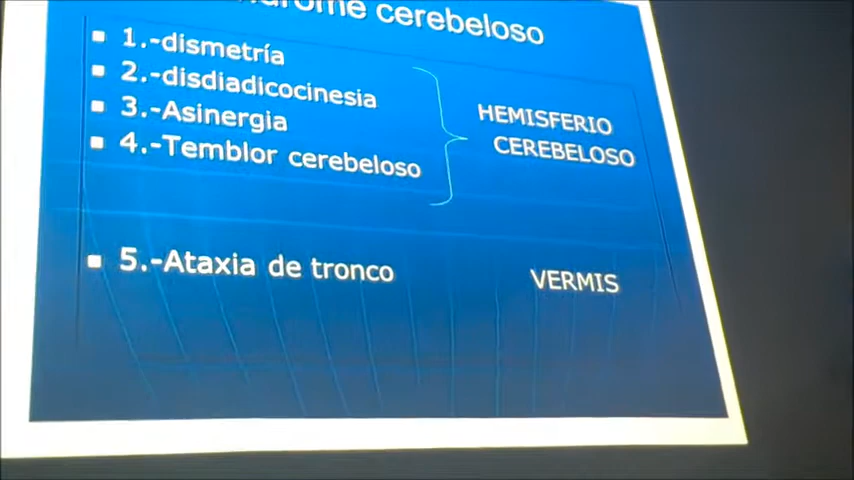 cerebeloso
1.-dismetría
2.-disdiadicocinesia
3.-Asinergia
4.-Temblor cerebeloso
HEMISFERIO
CEREBELOSO
5.-Ataxia de tronco
VERMIS